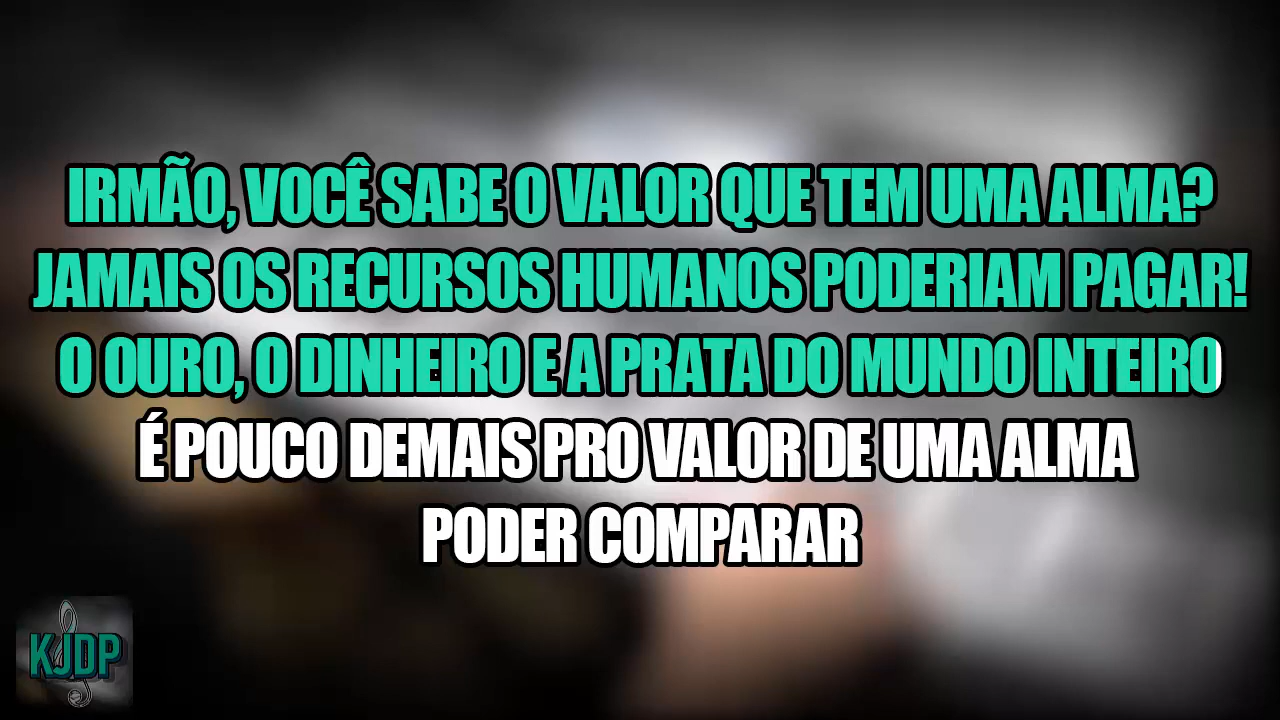 IRMÃO, VOCÊ SABE O VALOR QUE TEM UMA ALMA?
JAMAIS OS RECURSOS HUMANOS PODERIAM PAGAR!
O OURO, O DINHEIRO E A PRATA DO MUNDO INTEIRO
É POUCO DEMAIS PRO VALOR DE UMA ALMA
PODER COMPARAR
KJDP